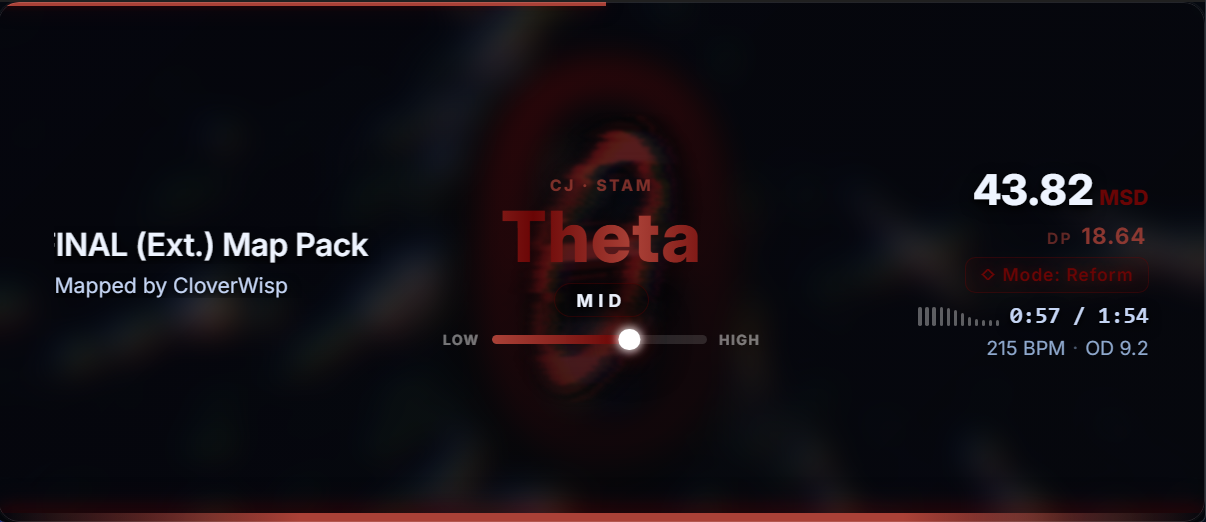 INAL (Ext.) Map Pack
Mapped by CloverWisp
CJ · STAM
Theta
MID
LOW HIGH
43.82 MSD
DP 18.64
◇ Mode: Reform
0:57 / 1:54
215 BPM · OD 9.2